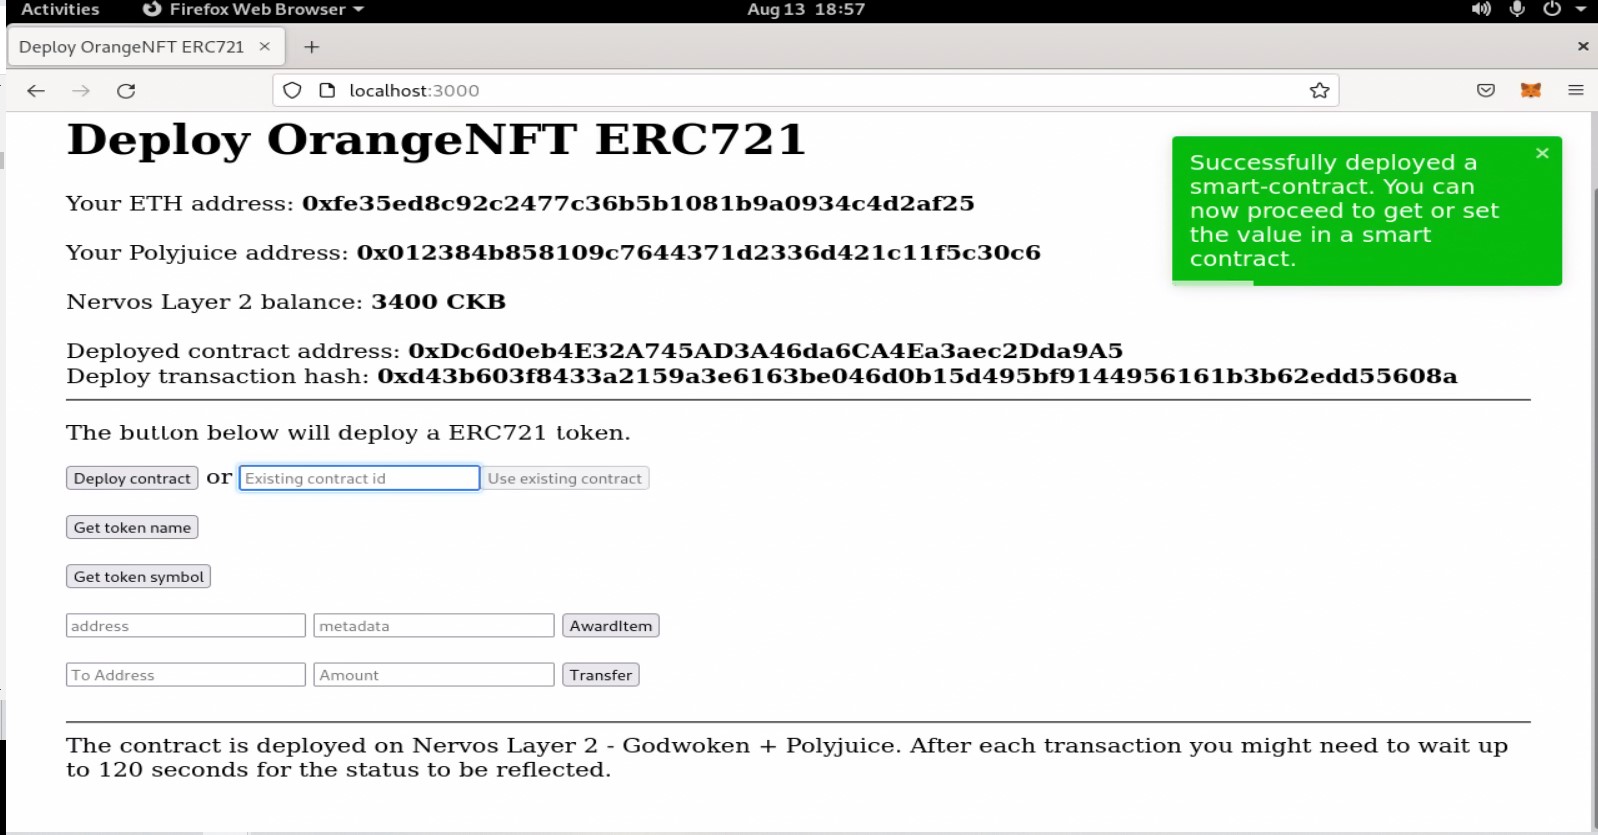 Activities Firefox Web Browser Aug 13 18:57
Deploy OrangeNFT ERC721 × +
localhost:3000
Deploy OrangeNFT ERC721
Successfully deployed a
smart-contract. You can
now proceed to get or set
the value in a smart
contract.
Your ETH address: 0xfe35ed8c92c2477c36b5b1081b9a0934c4d2af25
Your Polyjuice address: 0x012384b858109c7644371d2336d421c11f5c30c6
Nervos Layer 2 balance: 3400 CKB
Deployed contract address: 0xDc6d0eb4E32A745AD3A46da6CA4Ea3aec2Dda9A5
Deploy transaction hash: 0xd43b603f8433a2159a3e6163be046d0b15d495bf9144956161b3b62edd55608a
The button below will deploy a ERC721 token.
Deploy contract or Existing contract id Use existing contract
Get token name
Get token symbol
address metadata AwardItem
To Address Amount Transfer
The contract is deployed on Nervos Layer 2 - Godwoken + Polyjuice. After each transaction you might need to wait up
to 120 seconds for the status to be reflected.